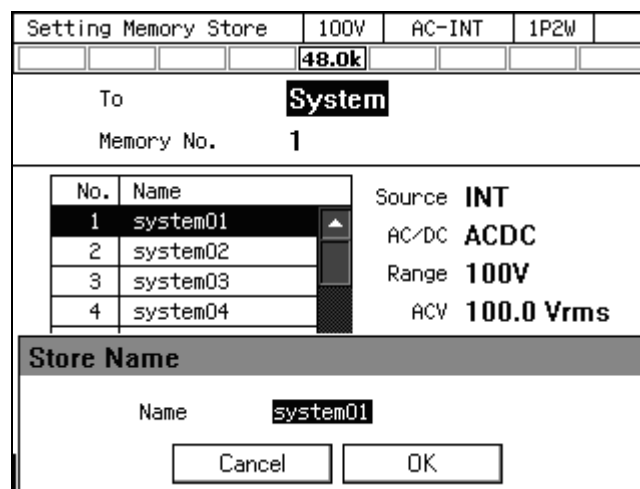 Setting Memory Store 100V AC-INT 1P2W
48.0k
To System
Memory No. 1
No. Name
1 system01
2 system02
3 system03
4 system04
Source INT
AC/DC ACDC
Range 100V
ACV 100.0 Vrms
Store Name
Name system01
Cancel OK